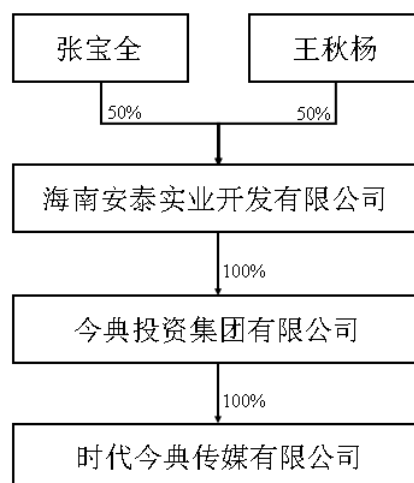 张宝全 王秋杨
50% 50%
海南安泰实业开发有限公司
100%
今典投资集团有限公司
100%
时代今典传媒有限公司